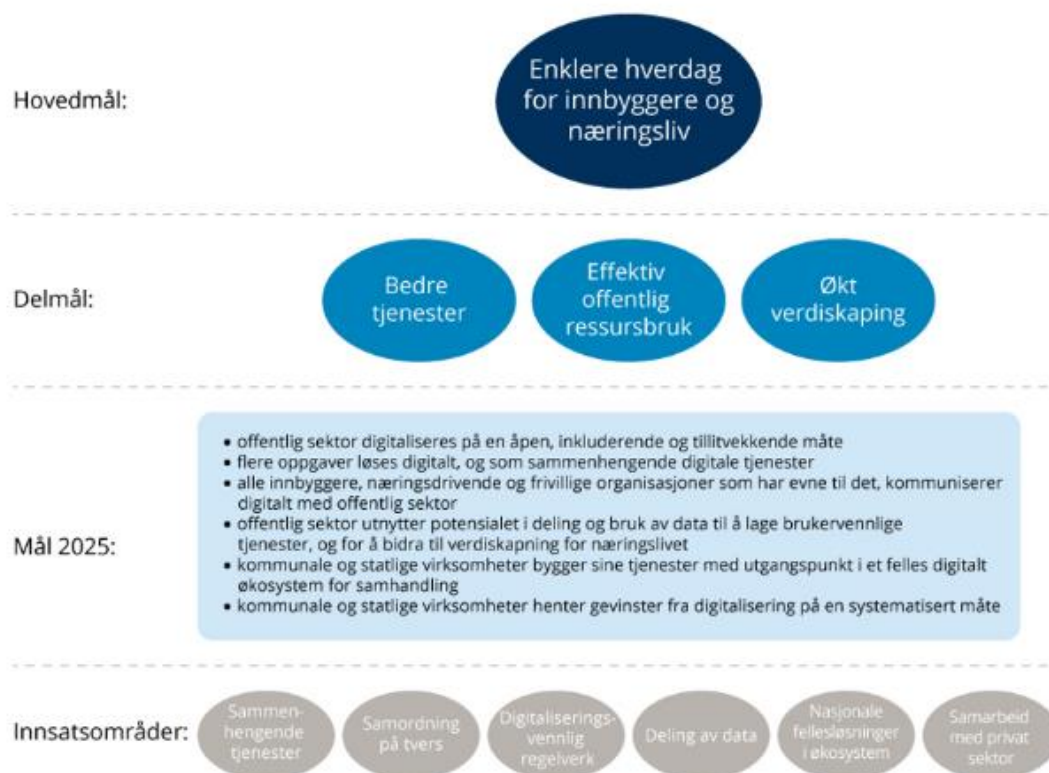 Hovedmål:
Enklere hverdag
for innbyggere og
næringsliv
Delmål:
Bedre
tjenester
Effektiv
offentlig
ressursbruk
Økt
verdiskaping
Mål 2025:
• offentlig sektor digitaliseres på en åpen, inkluderende og tillitvekkende måte
• flere oppgaver løses digitalt, og som sammenhengende digitale tjenester
• alle innbyggere, næringsdrivende og frivillige organisasjoner som har evne til det, kommuniserer
digitalt med offentlig sektor
• offentlig sektor utnytter potensialet i deling og bruk av data til å lage brukervennlige
tjenester, og for å bidra til verdiskapning for næringslivet
• kommunale og statlige virksomheter bygger sine tjenester med utgangspunkt i et felles digitalt
økosystem for samhandling
• kommunale og statlige virksomheter henter gevinster fra digitalisering på en systematisert måte
Innsatsområder:
Sammen-
hengende
tjenester
Samordning
på tvers
Digitaliserings-
vennlig
regelverk
Deling av data
Nasjonale
fellesløsninger
i økosystem
Samarbeid
med privat
sektor